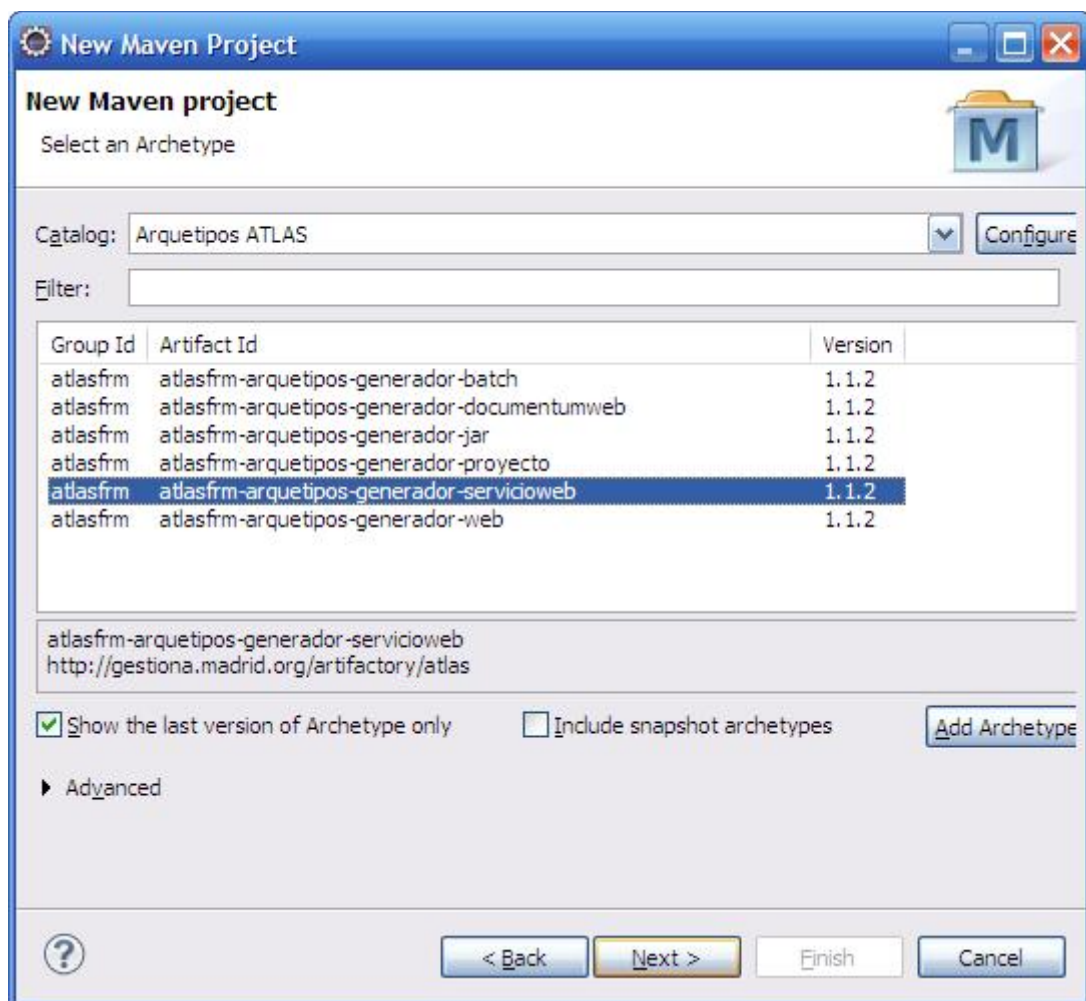 New Maven Project
New Maven project
Select an Archetype
M
Catalog: Arquetipos ATLAS Configure
Filter:
Group Id Artifact Id Version
atlasfrm atlasfrm-arquetipos-generador-batch 1.1.2
atlasfrm atlasfrm-arquetipos-generador-documentumweb 1.1.2
atlasfrm atlasfrm-arquetipos-generador-jar 1.1.2
atlasfrm atlasfrm-arquetipos-generador-proyecto 1.1.2
atlasfrm atlasfrm-arquetipos-generador-servicioweb 1.1.2
atlasfrm atlasfrm-arquetipos-generador-web 1.1.2
atlasfrm-arquetipos-generador-servicioweb
http://gestiona.madrid.org/artifactory/atlas
Show the last version of Archetype only Include snapshot archetypes Add Archetype
Advanced
? < Back Next > Finish Cancel